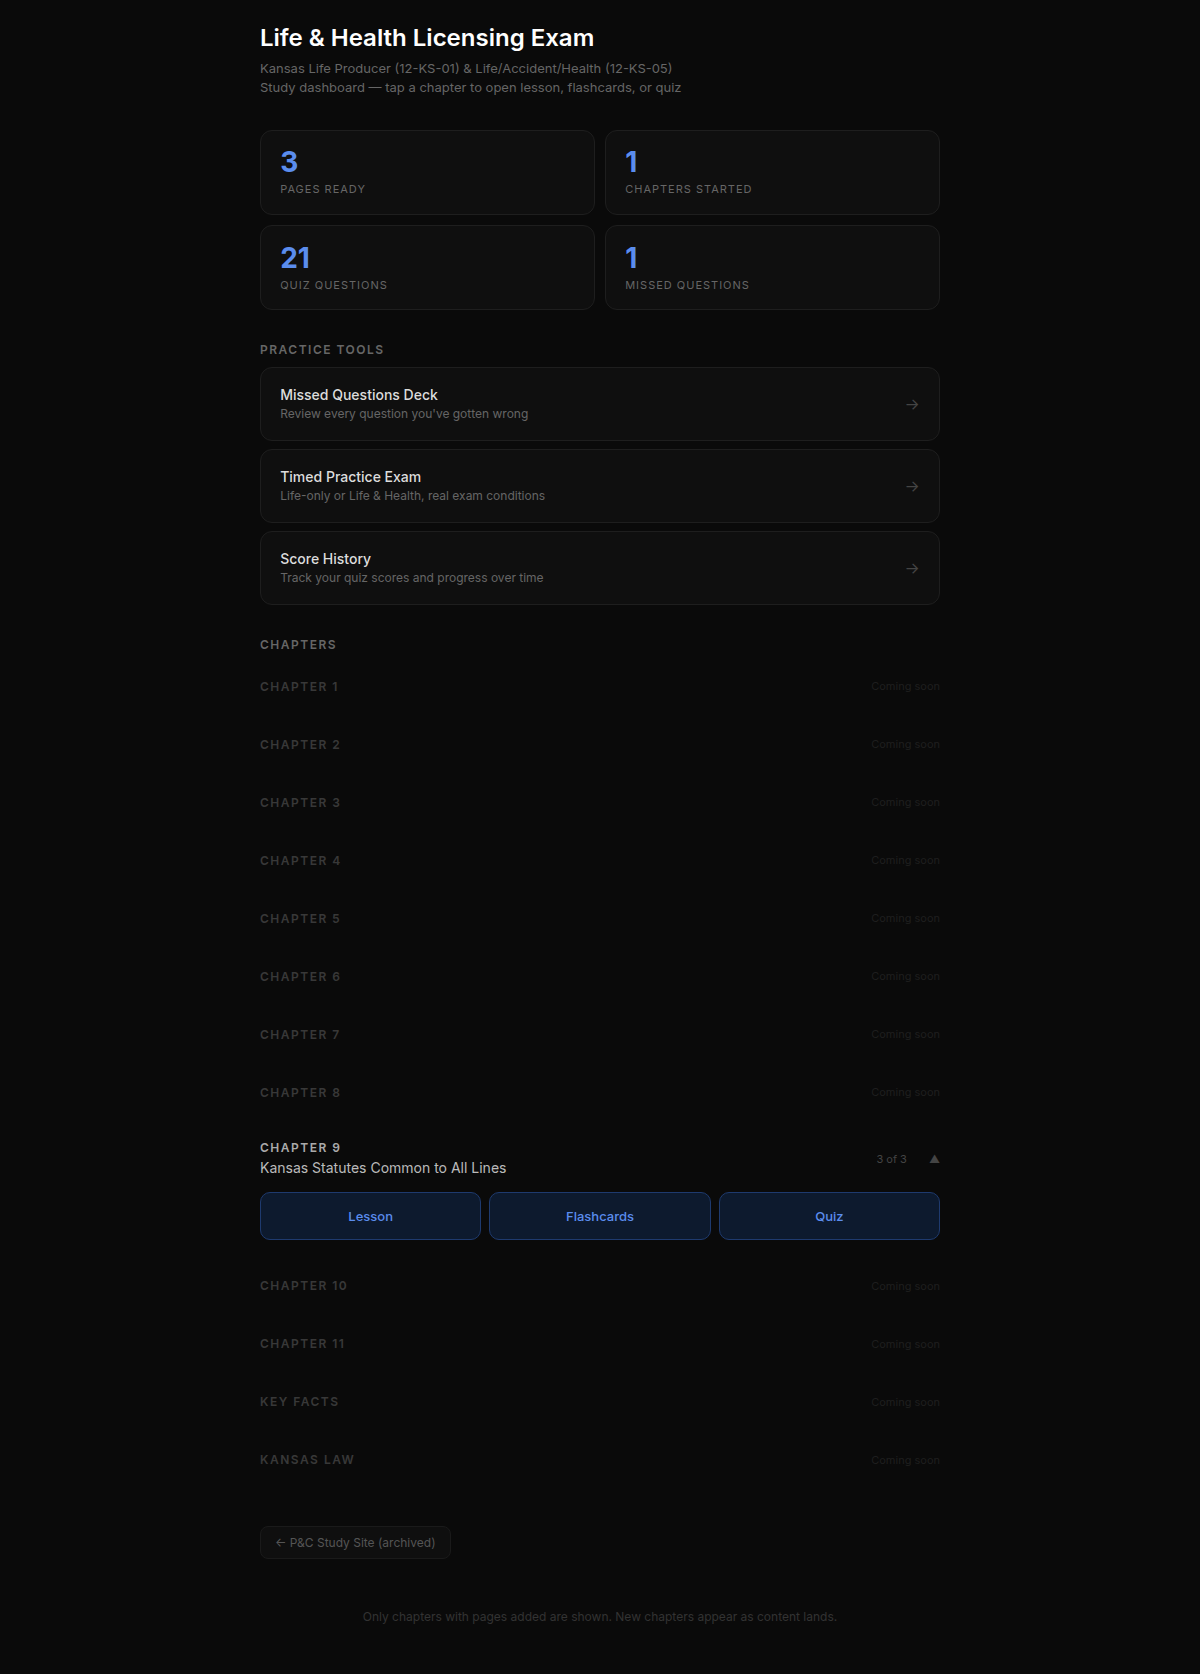 Life & Health Licensing Exam
Kansas Life Producer (12-KS-01) & Life/Accident/Health (12-KS-05)
Study dashboard — tap a chapter to open lesson, flashcards, or quiz
3
PAGES READY
1
CHAPTERS STARTED
21
QUIZ QUESTIONS
1
MISSED QUESTIONS
PRACTICE TOOLS
Missed Questions Deck
Review every question you've gotten wrong
→
Timed Practice Exam
Life-only or Life & Health, real exam conditions
→
Score History
Track your quiz scores and progress over time
→
CHAPTERS
CHAPTER 1
Coming soon
CHAPTER 2
Coming soon
CHAPTER 3
Coming soon
CHAPTER 4
Coming soon
CHAPTER 5
Coming soon
CHAPTER 6
Coming soon
CHAPTER 7
Coming soon
CHAPTER 8
Coming soon
CHAPTER 9
Kansas Statutes Common to All Lines
3 of 3 ▲
Lesson
Flashcards
Quiz
CHAPTER 10
Coming soon
CHAPTER 11
Coming soon
KEY FACTS
Coming soon
KANSAS LAW
Coming soon
← P&C Study Site (archived)
Only chapters with pages added are shown. New chapters appear as content lands.